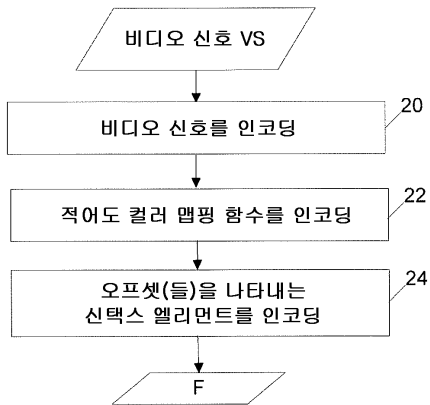 비디오 신호 VS
20
비디오 신호를 인코딩
22
적어도 컬러 맵핑 함수를 인코딩
24
오프셋(들)을 나타내는
신택스 엘리먼트를 인코딩
F